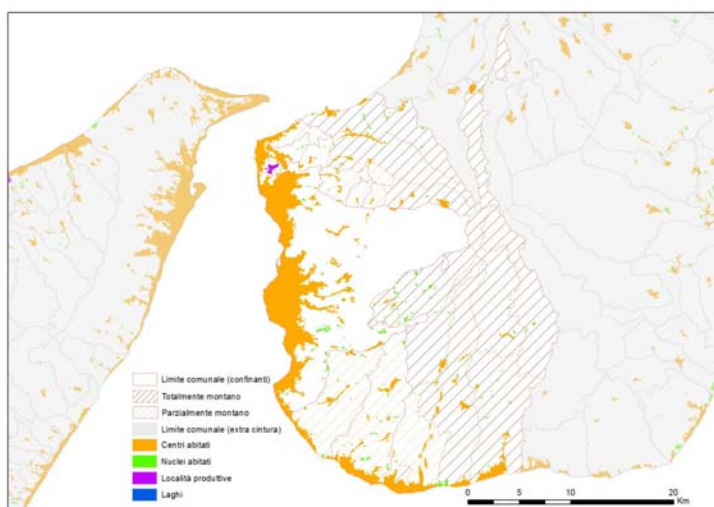 Limite comunale (confinanti)
Totalmente montano
Parzialmente montano
Limite comunale (extra cintura)
Centri abitati
Nuclei abitati
Località produttive
Laghi
0 5 10 20
Km